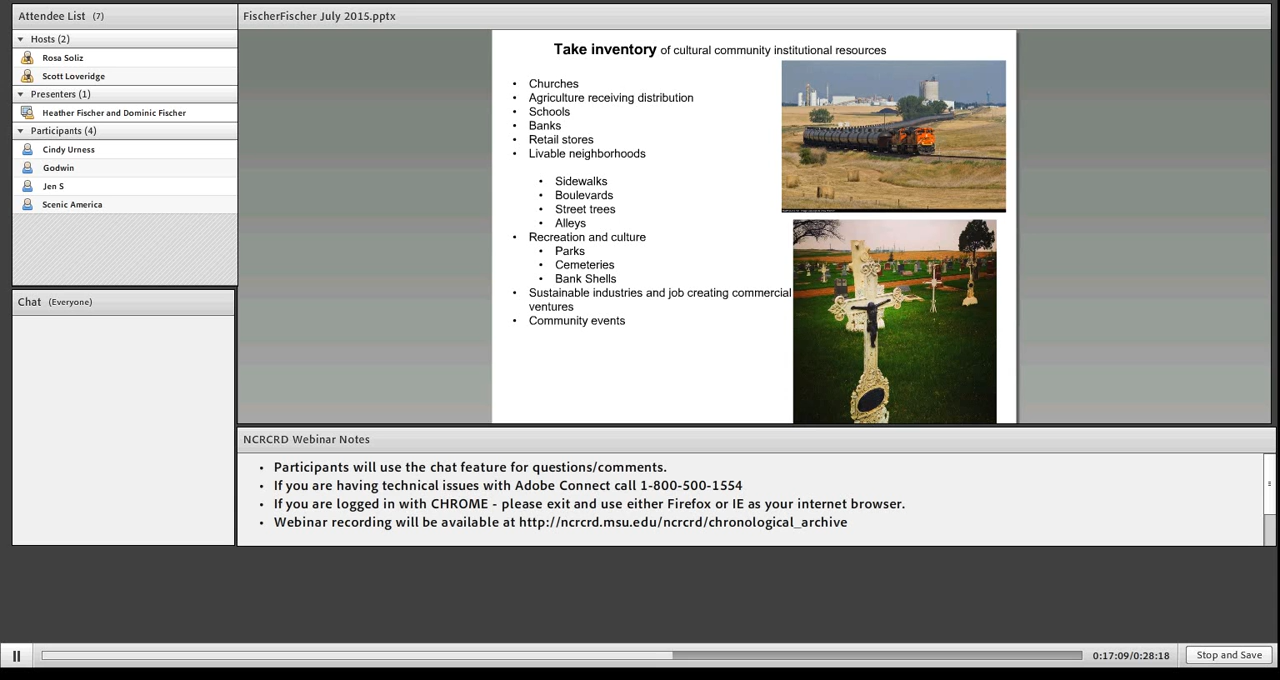 Attendee List (7)
Hosts (2)
Rosa Soliz
Scott Loveridge
Presenters (1)
Heather Fischer and Dominic Fischer
Participants (4)
Cindy Urness
Godwin
Jen S
Scenic America
Chat (Everyone)
FischerFischer July 2015.pptx
Take inventory of cultural community institutional resources
• Churches
• Agriculture receiving distribution
• Schools
• Banks
• Retail stores
• Livable neighborhoods
• Sidewalks
• Boulevards
• Street trees
• Alleys
• Recreation and culture
• Parks
• Cemeteries
• Bank Shells
• Sustainable industries and job creating commercial
ventures
• Community events
NCRCRD Webinar Notes
• Participants will use the chat feature for questions/comments.
• If you are having technical issues with Adobe Connect call 1-800-500-1554
• If you are logged in with CHROME - please exit and use either Firefox or IE as your internet browser.
• Webinar recording will be available at http://ncrcrd.msu.edu/ncrcrd/chronological_archive
0:17:09/0:28:18
Stop and Save